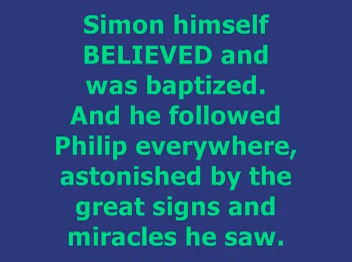 Simon himself
BELIEVED and
was baptized.
And he followed
Philip everywhere,
astonished by the
great signs and
miracles he saw.